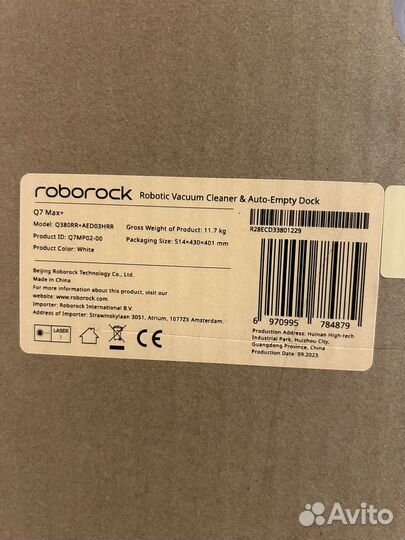 roborock Robotic Vacuum Cleaner & Auto-Empty Dock
Q7 Max+
Model: Q380RR+AED03HRR
Product ID: Q7MP02-00
Product Color: White
Gross Weight of Product: 11.7 kg
Packaging Size: 514×430×401 mm
R28ECD33801229
Beijing Roborock Technology Co., Ltd.
Made in China
For more information about this product, visit our
website: www.roborock.com
Importer: Roborock International B.V.
Address of Importer: Strawinskylaan 3051, Atrium, 1077ZX Amsterdam.
LASER
1
CE
6 970995 784879
Production Address: Huinan High-tech
Industrial Park, Huizhou City,
Guangdong Province, China
Production Date: 09.2023
Avito